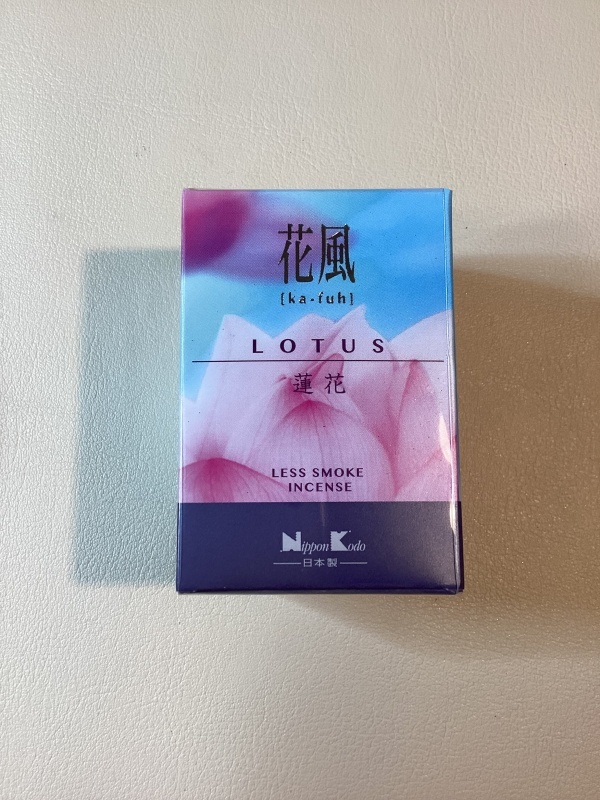 花風
[ka-fuh]
LOTUS
蓮花
LESS SMOKE
INCENSE
Nippon Kodo
日本製